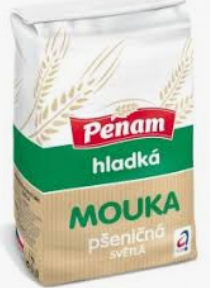 Penam
hladká
MOUKA
pšeničná
SVĚTLÁ